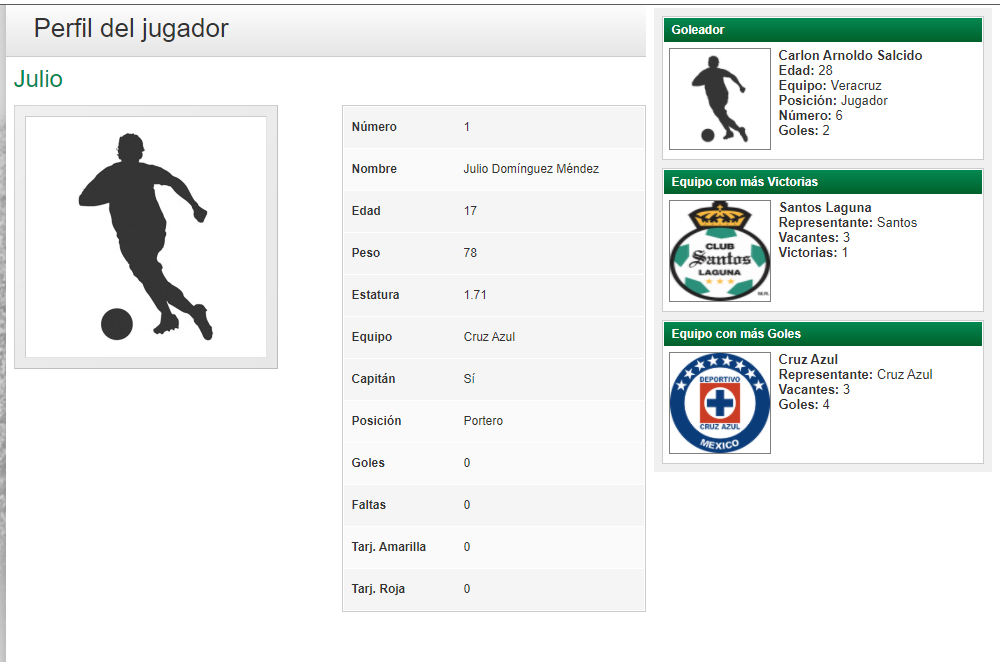 Perfil del jugador
Julio
Número 1
Nombre Julio Domínguez Méndez
Edad 17
Peso 78
Estatura 1.71
Equipo Cruz Azul
Capitán Sí
Posición Portero
Goles 0
Faltas 0
Tarj. Amarilla 0
Tarj. Roja 0
Goleador
Carlon Arnoldo Salcido
Edad: 28
Equipo: Veracruz
Posición: Jugador
Número: 6
Goles: 2
Equipo con más Victorias
CLUB
Santos
LAGUNA
M.R.
Santos Laguna
Representante: Santos
Vacantes: 3
Victorias: 1
Equipo con más Goles
DEPORTIVO
CRUZ AZUL
MEXICO
Cruz Azul
Representante: Cruz Azul
Vacantes: 3
Goles: 4